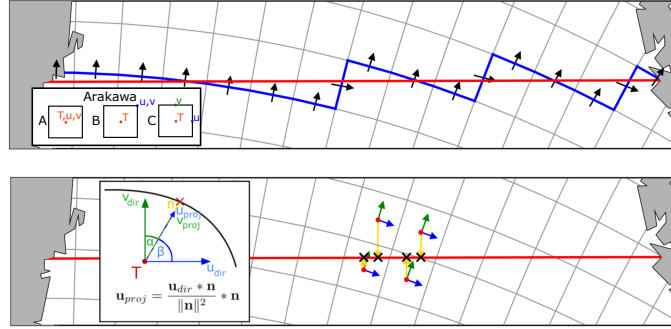 Arakawa
A T,u,v B T u,v C T v u
v_dir n u_proj v_proj
α β
T u_dir
u_proj = u_dir * n / ‖n‖² * n